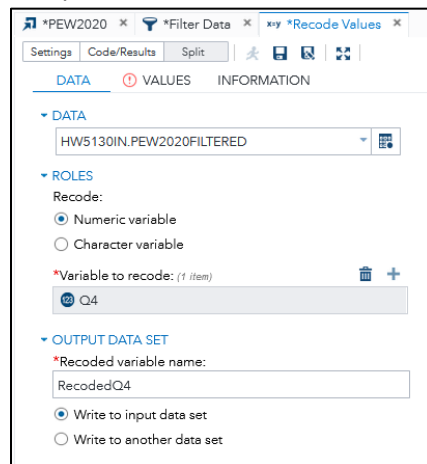 *PEW2020 × *Filter Data × x=y *Recode Values ×
Settings Code/Results Split
DATA VALUES INFORMATION
DATA
HW5130IN.PEW2020FILTERED
ROLES
Recode:
Numeric variable
Character variable
*Variable to recode: (1 item)
123 Q4
OUTPUT DATA SET
*Recoded variable name:
RecodedQ4
Write to input data set
Write to another data set